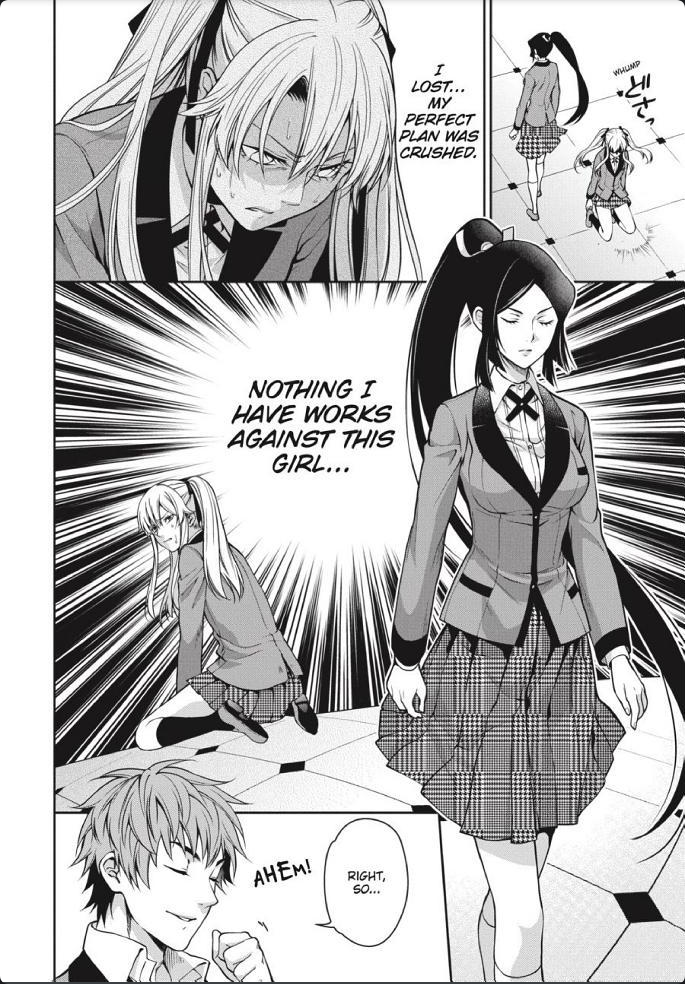 WHUMP
どさっ
I
LOST...
MY
PERFECT
PLAN WAS
CRUSHED.
NOTHING I
HAVE WORKS
AGAINST THIS
GIRL...
RIGHT,
SO...
AHEM!